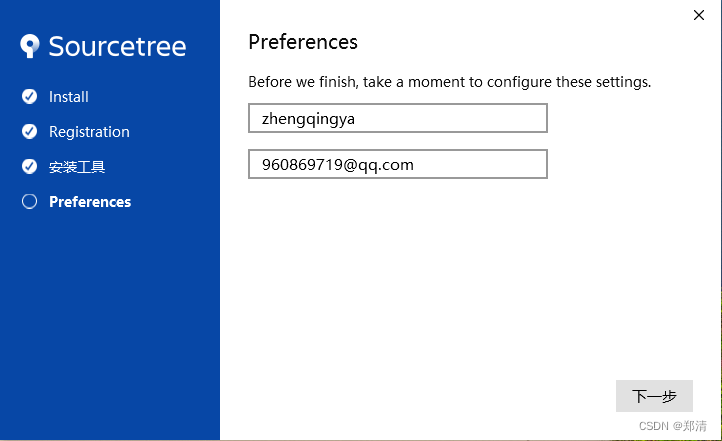 Sourcetree
Install
Registration
安装工具
Preferences
Preferences
Before we finish, take a moment to configure these settings.
zhengqingya
960869719@qq.com
下一步
CSDN @郑清